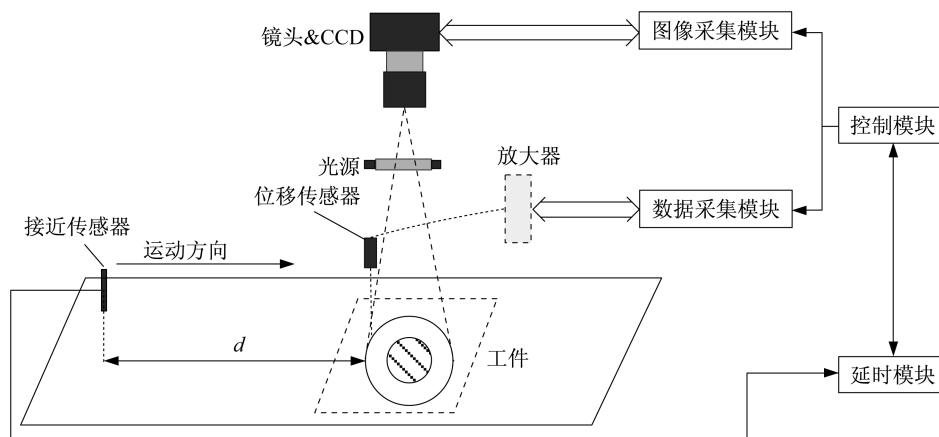 镜头&CCD
图像采集模块
控制模块
放大器
光源
位移传感器
数据采集模块
接近传感器
运动方向
d
工件
延时模块